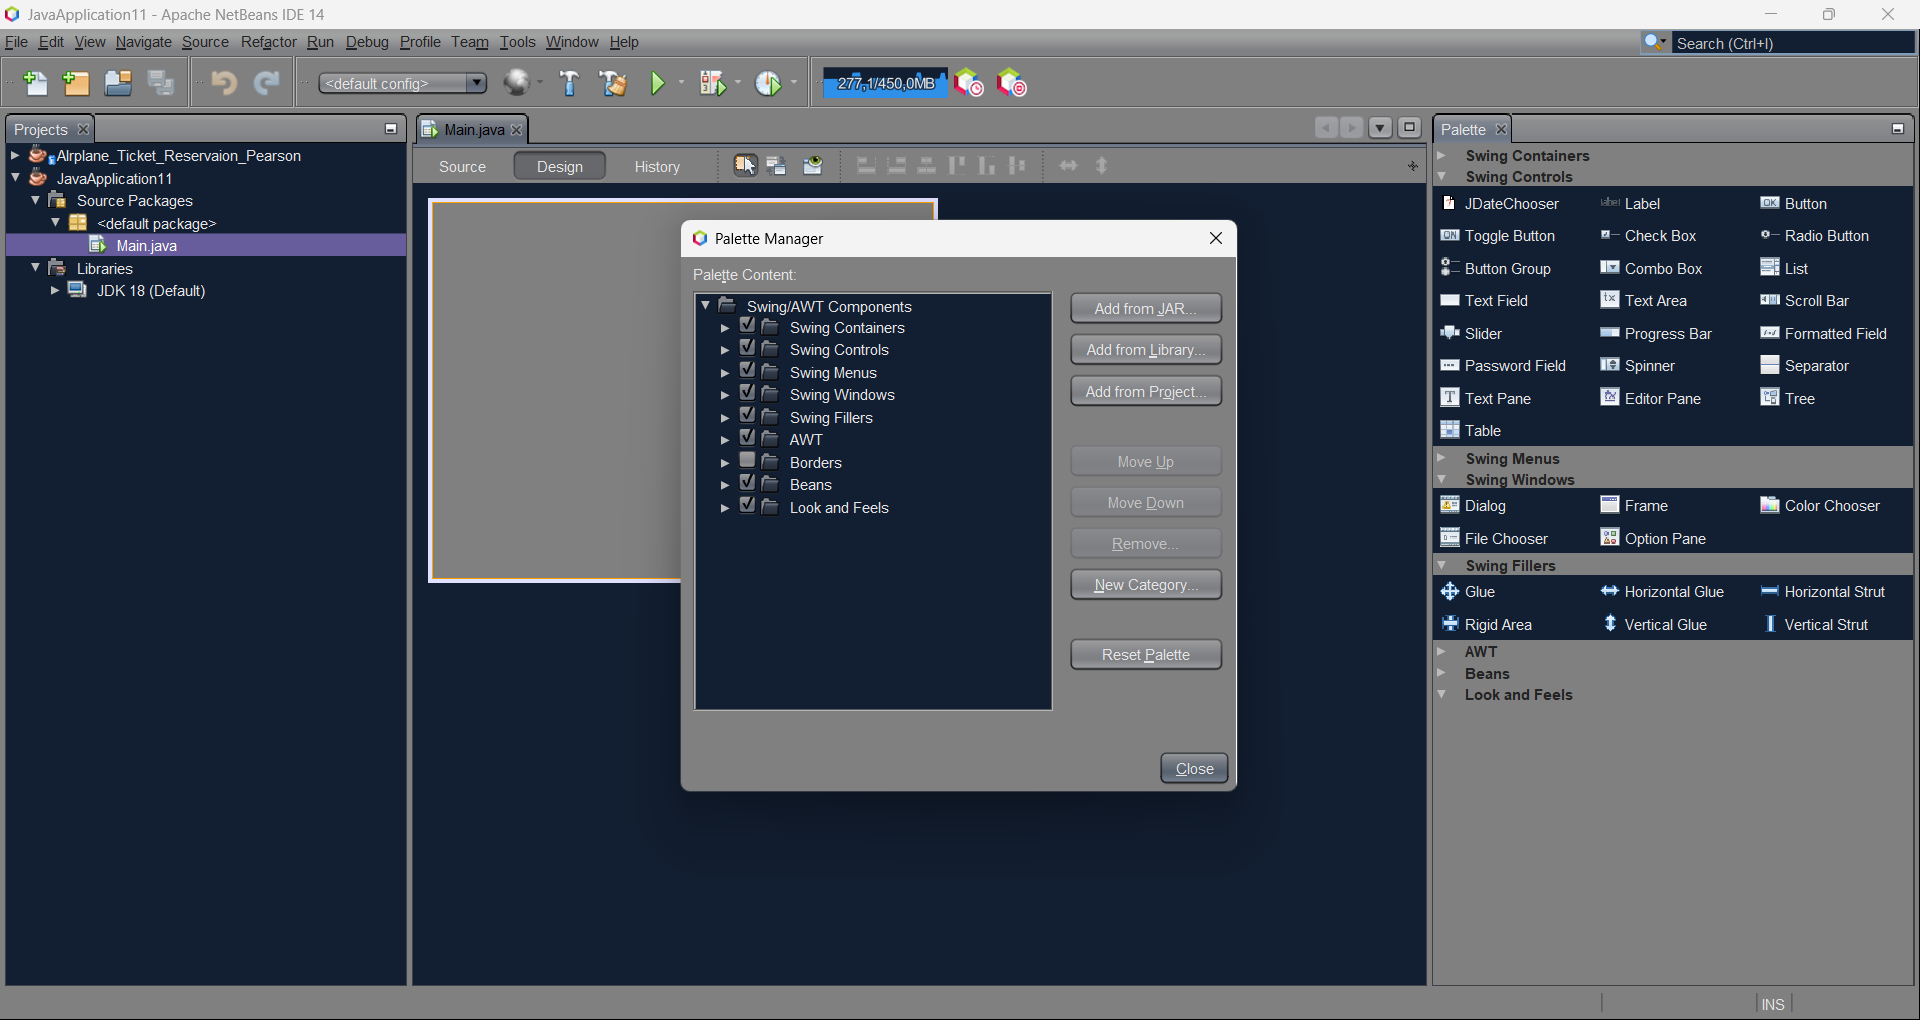 JavaApplication11 - Apache NetBeans IDE 14
File Edit View Navigate Source Refactor Run Debug Profile Team Tools Window Help
Search (Ctrl+I)
<default config>
277,1/450,0MB
Projects
Alrplane_Ticket_Reservaion_Pearson
JavaApplication11
Source Packages
<default package>
Main.java
Libraries
JDK 18 (Default)
Main.java
Source Design History
Palette Manager
Palette Content:
Swing/AWT Components
Swing Containers
Swing Controls
Swing Menus
Swing Windows
Swing Fillers
AWT
Borders
Beans
Look and Feels
Add from JAR...
Add from Library...
Add from Project...
Move Up
Move Down
Remove...
New Category...
Reset Palette
Close
Palette
Swing Containers
Swing Controls
JDateChooser Label Button
Toggle Button Check Box Radio Button
Button Group Combo Box List
Text Field Text Area Scroll Bar
Slider Progress Bar Formatted Field
Password Field Spinner Separator
Text Pane Editor Pane Tree
Table
Swing Menus
Swing Windows
Dialog Frame Color Chooser
File Chooser Option Pane
Swing Fillers
Glue Horizontal Glue Horizontal Strut
Rigid Area Vertical Glue Vertical Strut
AWT
Beans
Look and Feels
INS